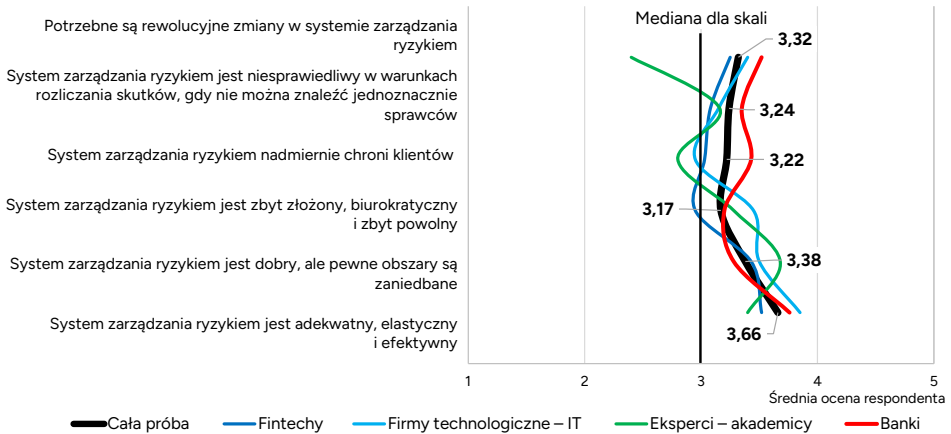 Mediana dla skali
Potrzebne są rewolucyjne zmiany w systemie zarządzania
ryzykiem
3,32
System zarządzania ryzykiem jest niesprawiedliwy w warunkach
rozliczania skutków, gdy nie można znaleźć jednoznacznie
sprawców
3,24
System zarządzania ryzykiem nadmiernie chroni klientów
3,22
System zarządzania ryzykiem jest zbyt złożony, biurokratyczny
i zbyt powolny
3,17
System zarządzania ryzykiem jest dobry, ale pewne obszary są
zaniedbane
3,38
System zarządzania ryzykiem jest adekwatny, elastyczny
i efektywny
3,66
1 2 3 4 5
Średnia ocena respondenta
Cała próba Fintechy Firmy technologiczne – IT Eksperci – akademicy Banki